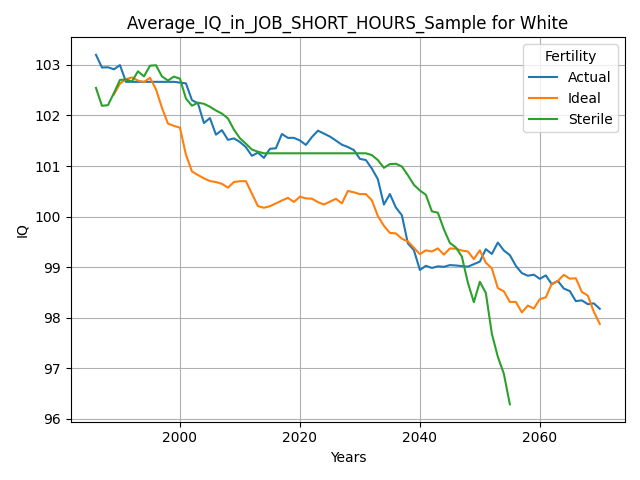 Average_IQ_in_JOB_SHORT_HOURS_Sample for White
Fertility
Actual
Ideal
Sterile
IQ
103
102
101
100
99
98
97
96
2000
2020
2040
2060
Years